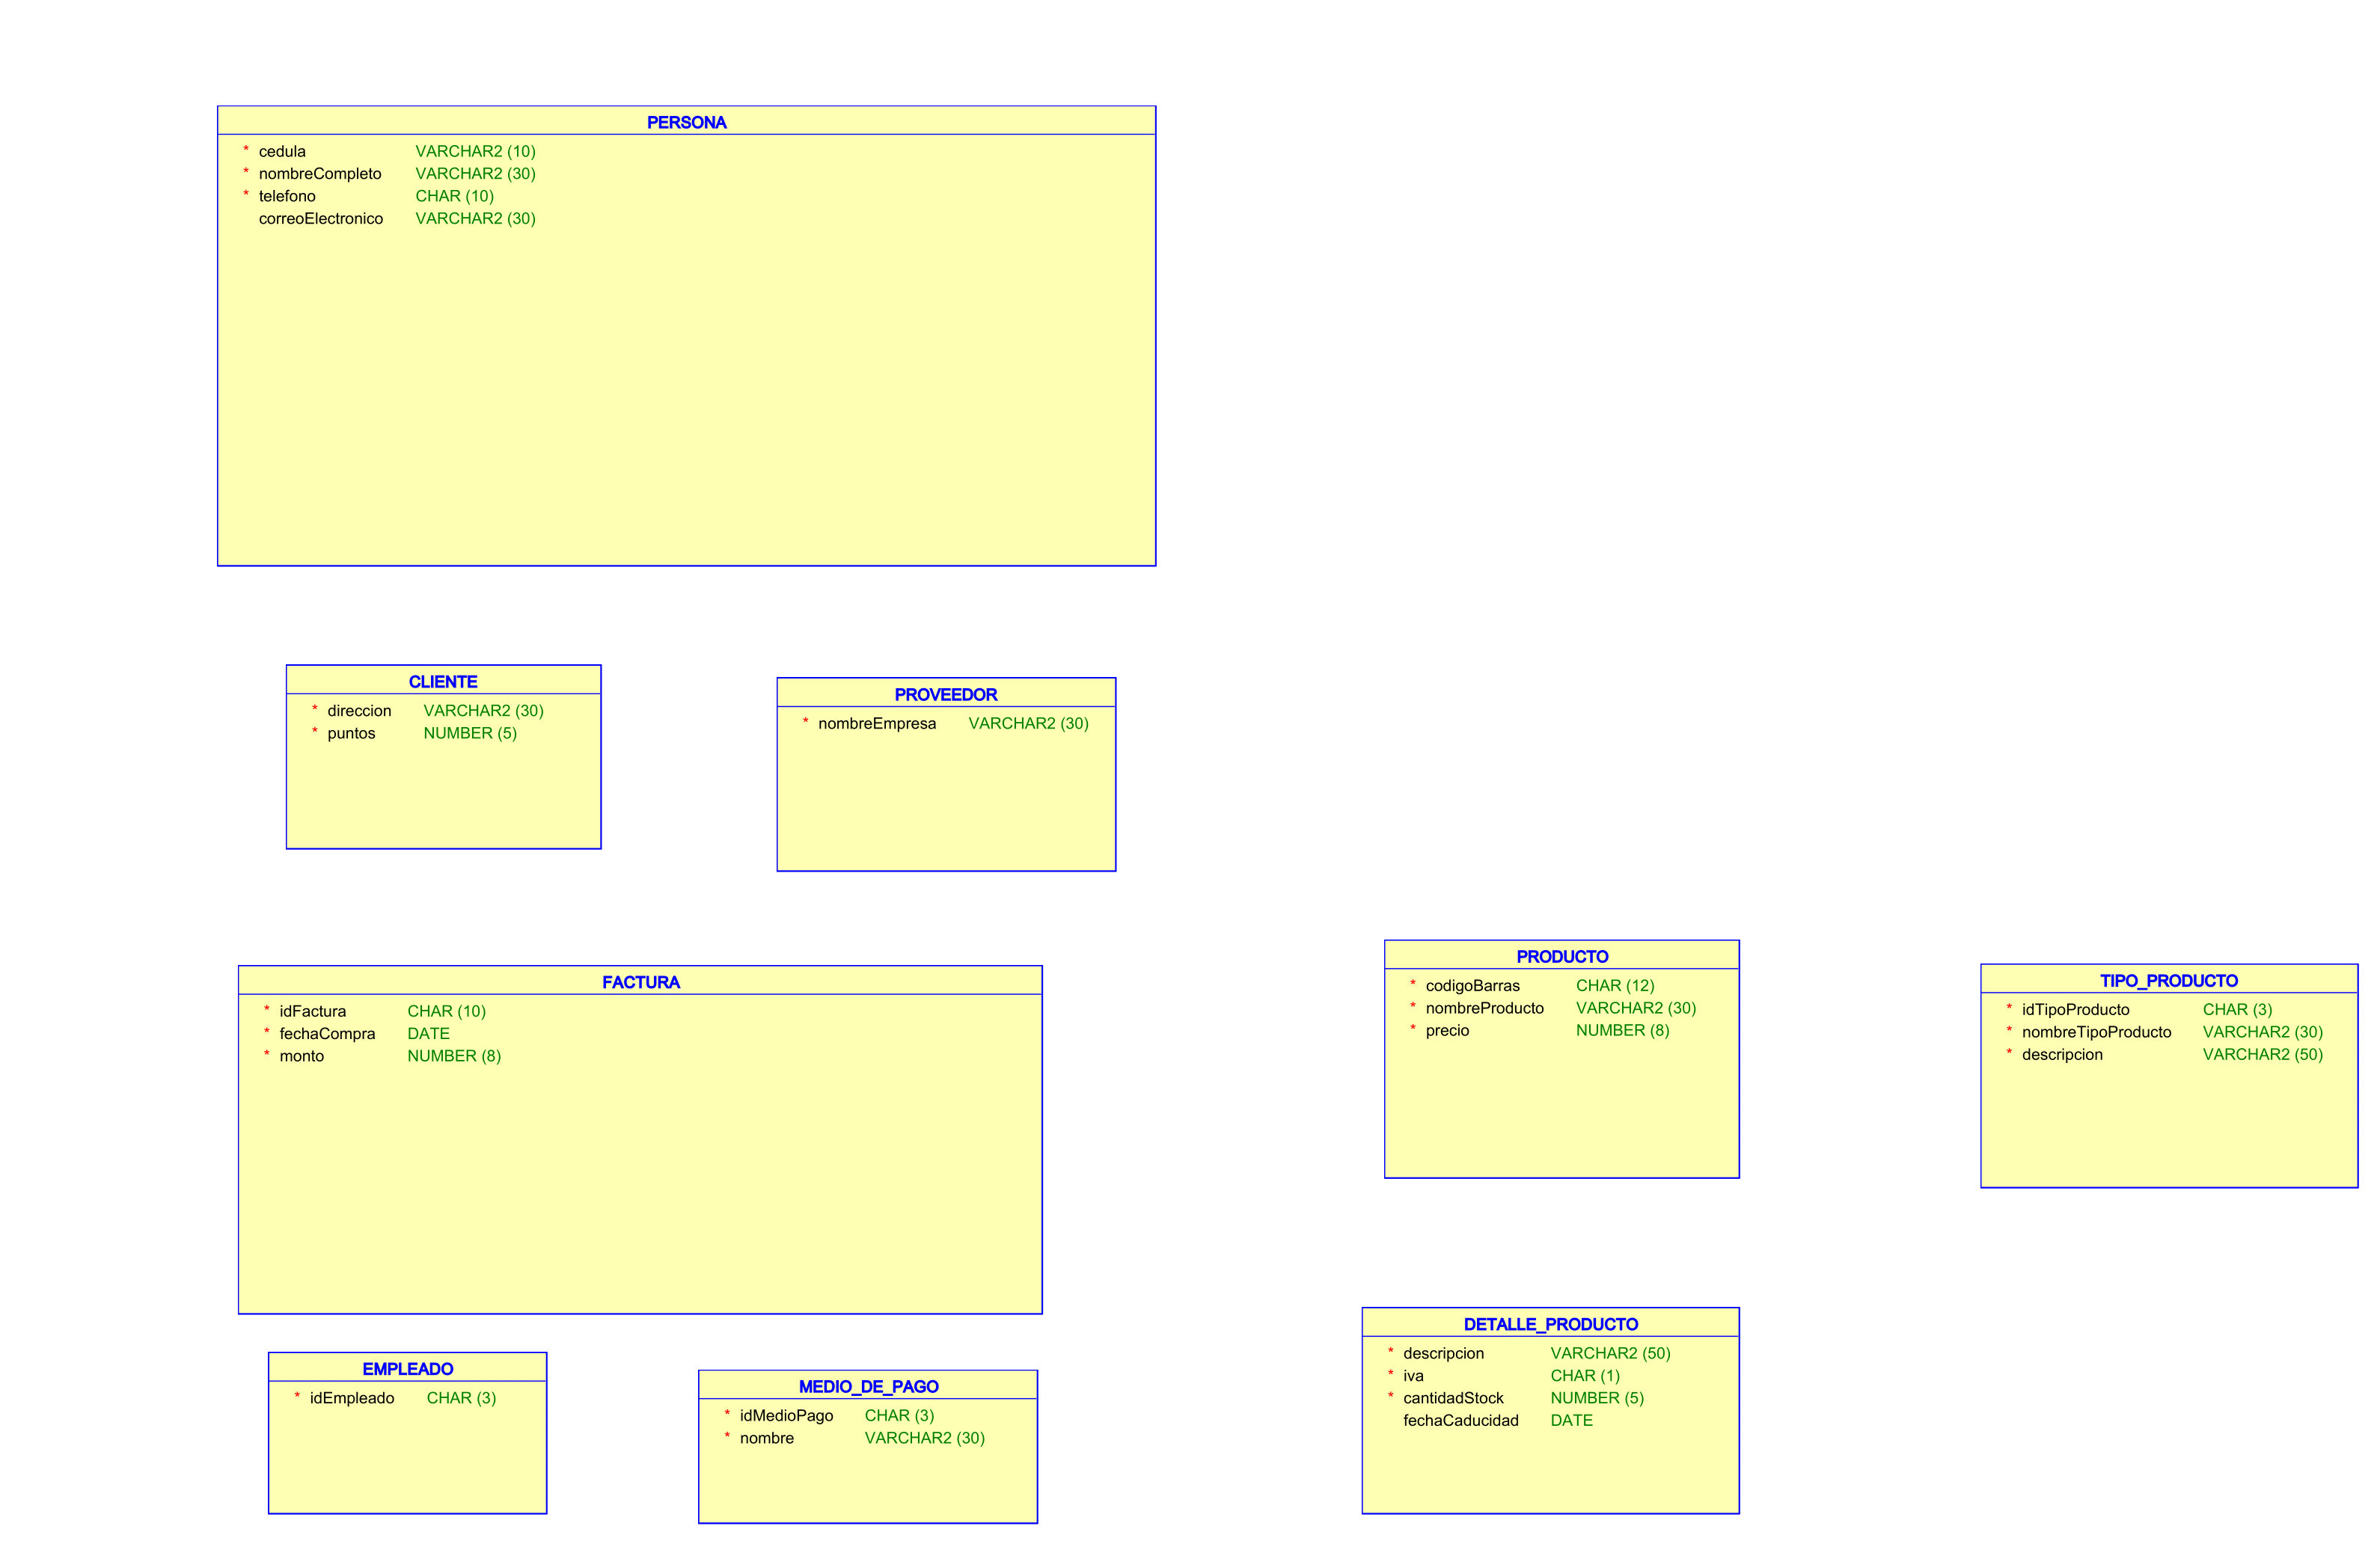 PERSONA
* cedula VARCHAR2 (10)
* nombreCompleto VARCHAR2 (30)
* telefono CHAR (10)
correoElectronico VARCHAR2 (30)
CLIENTE
* direccion VARCHAR2 (30)
* puntos NUMBER (5)
PROVEEDOR
* nombreEmpresa VARCHAR2 (30)
FACTURA
* idFactura CHAR (10)
* fechaCompra DATE
* monto NUMBER (8)
PRODUCTO
* codigoBarras CHAR (12)
* nombreProducto VARCHAR2 (30)
* precio NUMBER (8)
TIPO_PRODUCTO
* idTipoProducto CHAR (3)
* nombreTipoProducto VARCHAR2 (30)
* descripcion VARCHAR2 (50)
EMPLEADO
* idEmpleado CHAR (3)
MEDIO_DE_PAGO
* idMedioPago CHAR (3)
* nombre VARCHAR2 (30)
DETALLE_PRODUCTO
* descripcion VARCHAR2 (50)
* iva CHAR (1)
* cantidadStock NUMBER (5)
fechaCaducidad DATE